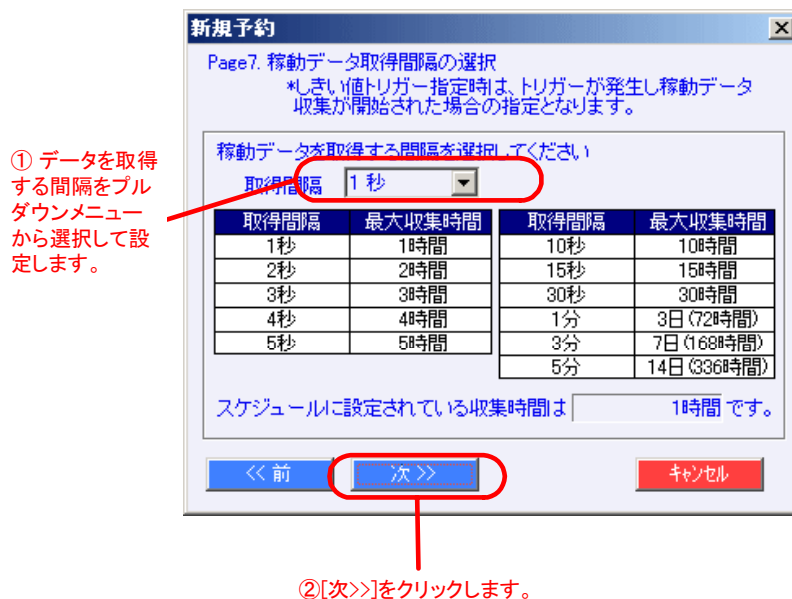 新規予約
Page7. 稼動データ取得間隔の選択
*しきい値トリガー指定時は、トリガーが発生し稼動データ
収集が開始された場合の指定となります。
① データを取得
する間隔をプル
ダウンメニュー
から選択して設
定します。
稼動データを取得する間隔を選択してください
取得間隔 1 秒
取得間隔 最大収集時間 取得間隔 最大収集時間
1秒 1時間 10秒 10時間
2秒 2時間 15秒 15時間
3秒 3時間 30秒 30時間
4秒 4時間 1分 3日(72時間)
5秒 5時間 3分 7日(168時間)
5分 14日(336時間)
スケジュールに設定されている収集時間は 1時間 です。
<< 前 次 >> キャンセル
②[次>>]をクリックします。